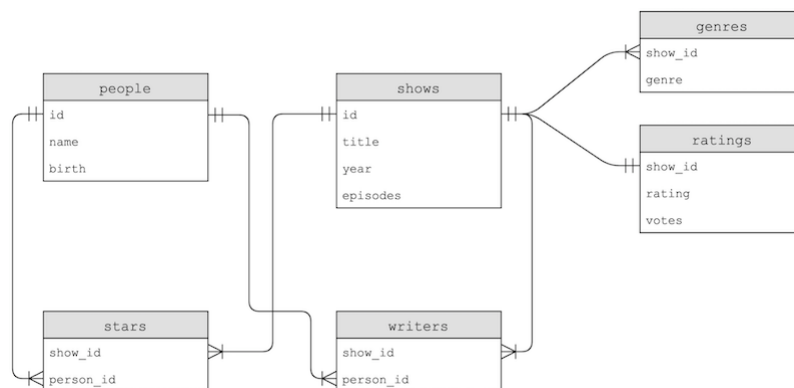 people
id
name
birth
shows
id
title
year
episodes
genres
show_id
genre
ratings
show_id
rating
votes
stars
show_id
person_id
writers
show_id
person_id